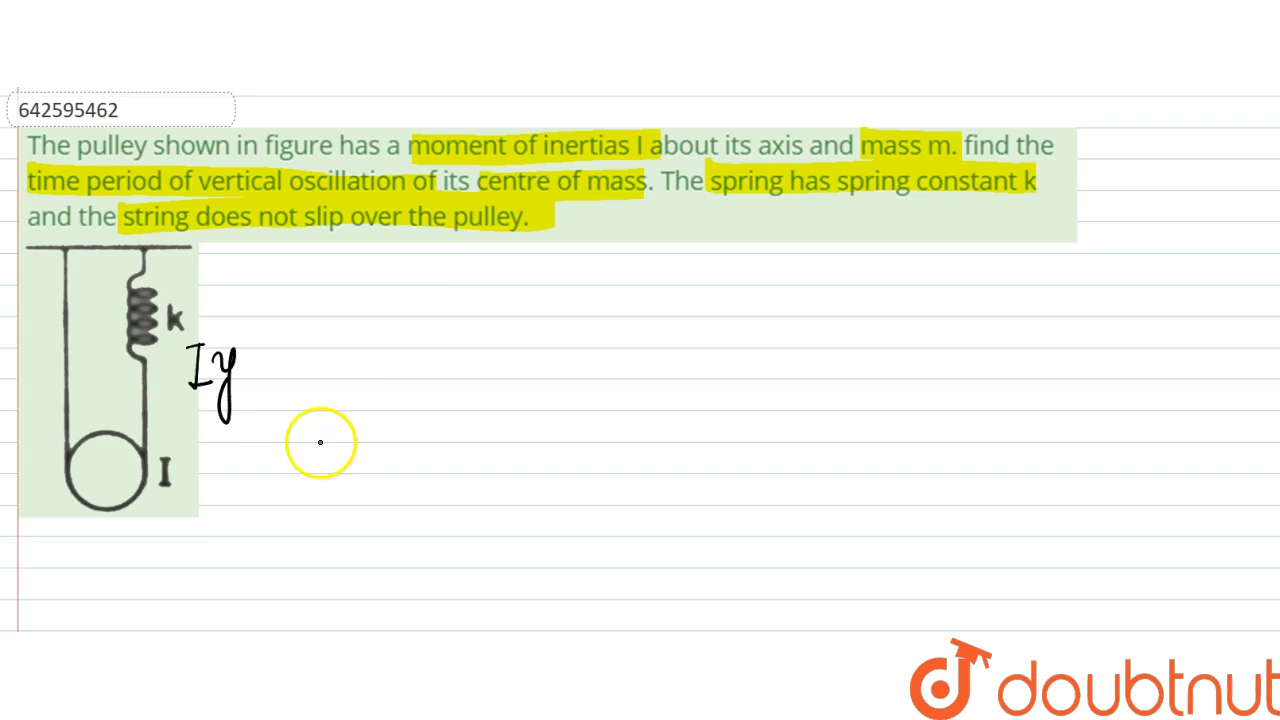 642595462
The pulley shown in figure has a moment of inertias I about its axis and mass m. find the
time period of vertical oscillation of its centre of mass. The spring has spring constant k
and the string does not slip over the pulley.
k
I y
I
doubtnut